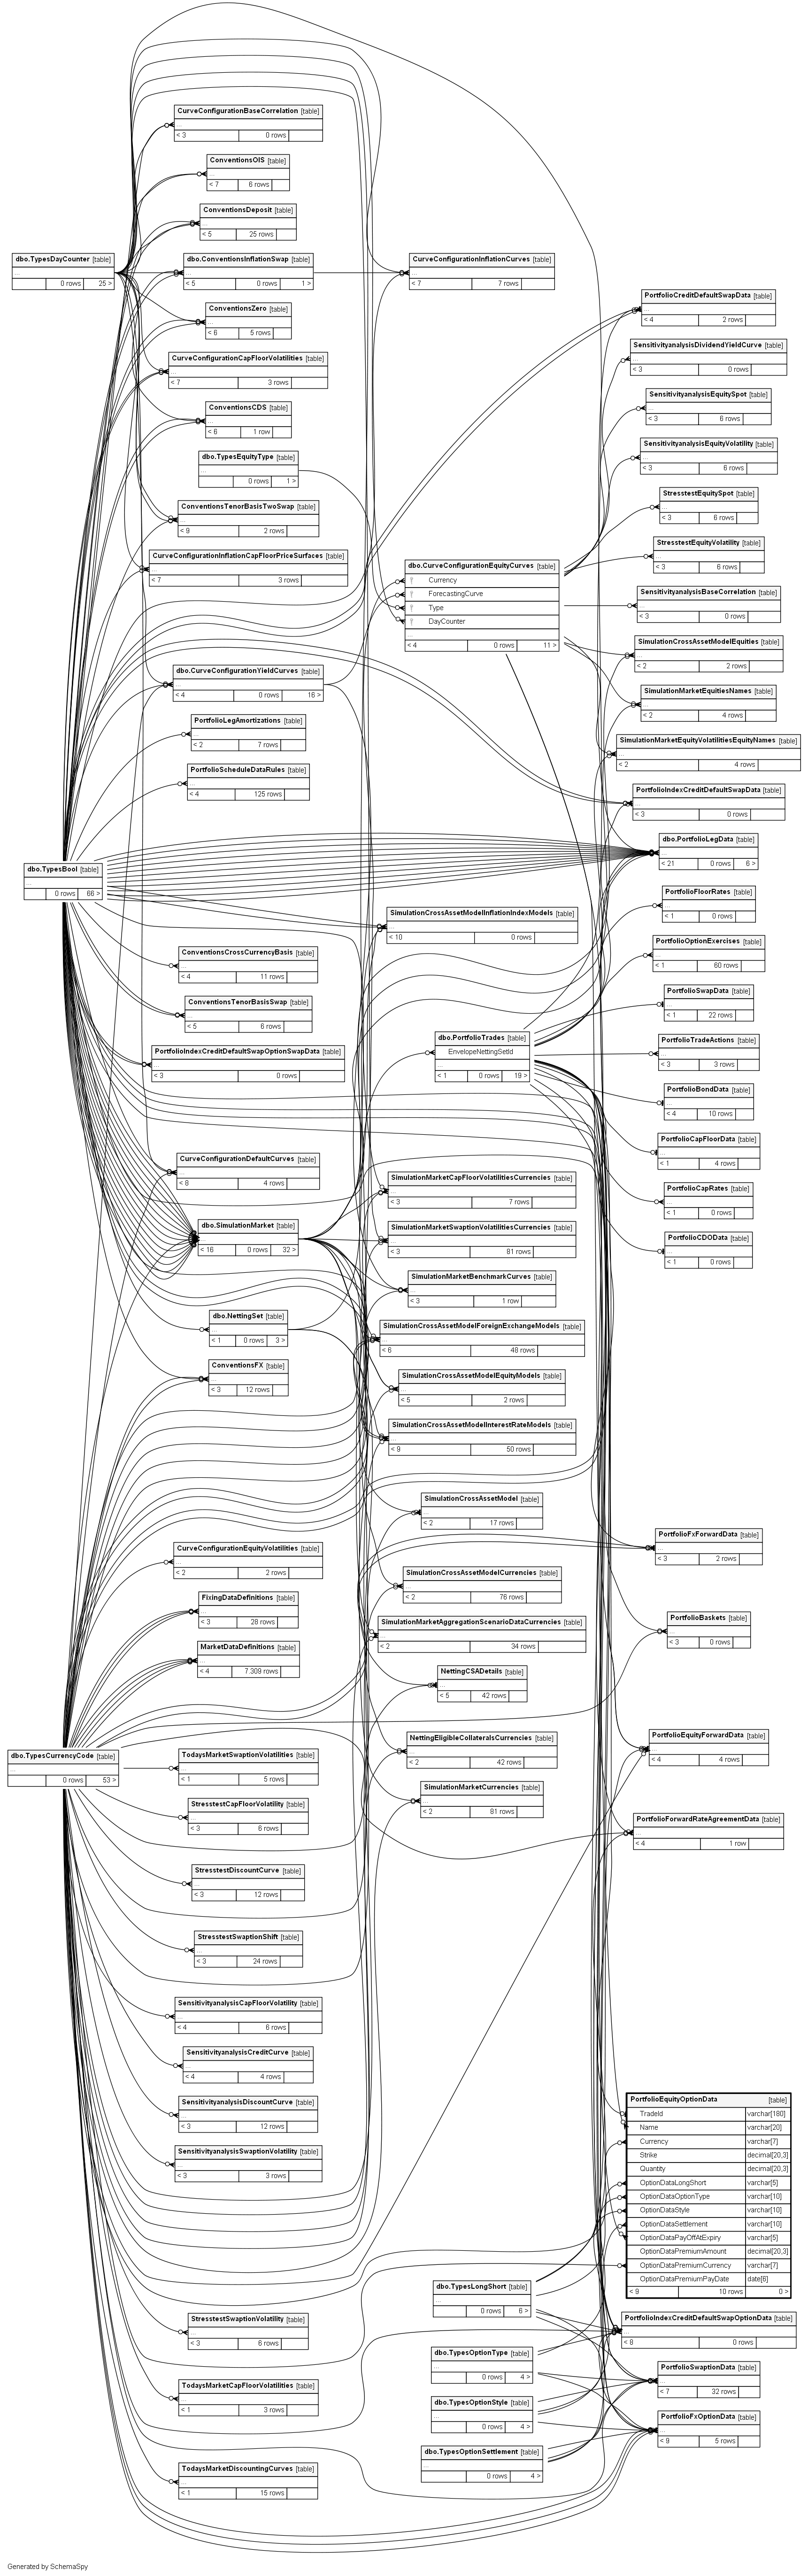 CurveConfigurationBaseCorrelation [table]
...
< 3 0 rows
ConventionsOIS [table]
...
< 7 6 rows
ConventionsDeposit [table]
...
< 5 25 rows
dbo.TypesDayCounter [table]
...
0 rows 25 >
dbo.ConventionsInflationSwap [table]
...
< 5 0 rows 1 >
CurveConfigurationInflationCurves [table]
...
< 7 7 rows
ConventionsZero [table]
...
< 6 5 rows
CurveConfigurationCapFloorVolatilities [table]
...
< 7 3 rows
ConventionsCDS [table]
...
< 6 1 row
dbo.TypesEquityType [table]
...
0 rows 1 >
ConventionsTenorBasisTwoSwap [table]
...
< 9 2 rows
CurveConfigurationInflationCapFloorPriceSurfaces [table]
...
< 7 3 rows
dbo.CurveConfigurationYieldCurves [table]
...
< 4 0 rows 16 >
PortfolioLegAmortizations [table]
...
< 2 7 rows
PortfolioScheduleDataRules [table]
...
< 4 125 rows
dbo.TypesBool [table]
...
0 rows 66 >
ConventionsCrossCurrencyBasis [table]
...
< 4 11 rows
ConventionsTenorBasisSwap [table]
...
< 5 6 rows
PortfolioIndexCreditDefaultSwapOptionSwapData [table]
...
< 3 0 rows
CurveConfigurationDefaultCurves [table]
...
< 8 4 rows
dbo.SimulationMarket [table]
...
< 16 0 rows 32 >
dbo.NettingSet [table]
...
< 1 0 rows 3 >
ConventionsFX [table]
...
< 3 12 rows
CurveConfigurationEquityVolatilities [table]
...
< 2 2 rows
FixingDataDefinitions [table]
...
< 3 28 rows
MarketDataDefinitions [table]
...
< 4 7.309 rows
dbo.TypesCurrencyCode [table]
...
0 rows 53 >
TodaysMarketSwaptionVolatilities [table]
...
< 1 5 rows
StresstestCapFloorVolatility [table]
...
< 3 6 rows
StresstestDiscountCurve [table]
...
< 3 12 rows
StresstestSwaptionShift [table]
...
< 3 24 rows
SensitivityanalysisCapFloorVolatility [table]
...
< 4 6 rows
SensitivityanalysisCreditCurve [table]
...
< 4 4 rows
SensitivityanalysisDiscountCurve [table]
...
< 3 12 rows
SensitivityanalysisSwaptionVolatility [table]
...
< 3 3 rows
StresstestSwaptionVolatility [table]
...
< 3 6 rows
TodaysMarketCapFloorVolatilities [table]
...
< 1 3 rows
TodaysMarketDiscountingCurves [table]
...
< 1 15 rows
dbo.CurveConfigurationEquityCurves [table]
Currency
ForecastingCurve
Type
DayCounter
...
< 4 0 rows 11 >
SimulationCrossAssetModelInflationIndexModels [table]
...
< 10 0 rows
dbo.PortfolioTrades [table]
EnvelopeNettingSetId
...
< 1 0 rows 19 >
SimulationMarketCapFloorVolatilitiesCurrencies [table]
...
< 3 7 rows
SimulationMarketSwaptionVolatilitiesCurrencies [table]
...
< 3 81 rows
SimulationMarketBenchmarkCurves [table]
...
< 3 1 row
SimulationCrossAssetModelForeignExchangeModels [table]
...
< 6 48 rows
SimulationCrossAssetModelEquityModels [table]
...
< 5 2 rows
SimulationCrossAssetModelInterestRateModels [table]
...
< 9 50 rows
SimulationCrossAssetModel [table]
...
< 2 17 rows
SimulationCrossAssetModelCurrencies [table]
...
< 2 76 rows
SimulationMarketAggregationScenarioDataCurrencies [table]
...
< 2 34 rows
NettingCSADetails [table]
...
< 5 42 rows
NettingEligibleCollateralsCurrencies [table]
...
< 2 42 rows
SimulationMarketCurrencies [table]
...
< 2 81 rows
dbo.TypesLongShort [table]
...
0 rows 6 >
dbo.TypesOptionType [table]
...
0 rows 4 >
dbo.TypesOptionStyle [table]
...
0 rows 4 >
dbo.TypesOptionSettlement [table]
...
0 rows 4 >
PortfolioCreditDefaultSwapData [table]
...
< 4 2 rows
SensitivityanalysisDividendYieldCurve [table]
...
< 3 0 rows
SensitivityanalysisEquitySpot [table]
...
< 3 6 rows
SensitivityanalysisEquityVolatility [table]
...
< 3 6 rows
StresstestEquitySpot [table]
...
< 3 6 rows
StresstestEquityVolatility [table]
...
< 3 6 rows
SensitivityanalysisBaseCorrelation [table]
...
< 3 0 rows
SimulationCrossAssetModelEquities [table]
...
< 2 2 rows
SimulationMarketEquitiesNames [table]
...
< 2 4 rows
SimulationMarketEquityVolatilitiesEquityNames [table]
...
< 2 4 rows
PortfolioIndexCreditDefaultSwapData [table]
...
< 3 0 rows
dbo.PortfolioLegData [table]
...
< 21 0 rows 6 >
PortfolioFloorRates [table]
...
< 1 0 rows
PortfolioOptionExercises [table]
...
< 1 60 rows
PortfolioSwapData [table]
...
< 1 22 rows
PortfolioTradeActions [table]
...
< 3 3 rows
PortfolioBondData [table]
...
< 4 10 rows
PortfolioCapFloorData [table]
...
< 1 4 rows
PortfolioCapRates [table]
...
< 1 0 rows
PortfolioCDOData [table]
...
< 1 0 rows
PortfolioFxForwardData [table]
...
< 3 2 rows
PortfolioBaskets [table]
...
< 3 0 rows
PortfolioEquityForwardData [table]
...
< 4 4 rows
PortfolioForwardRateAgreementData [table]
...
< 4 1 row
PortfolioEquityOptionData [table]
TradeId varchar[180]
Name varchar[20]
Currency varchar[7]
Strike decimal[20,3]
Quantity decimal[20,3]
OptionDataLongShort varchar[5]
OptionDataOptionType varchar[10]
OptionDataStyle varchar[10]
OptionDataSettlement varchar[10]
OptionDataPayOffAtExpiry varchar[5]
OptionDataPremiumAmount decimal[20,3]
OptionDataPremiumCurrency varchar[7]
OptionDataPremiumPayDate date[6]
< 9 10 rows 0 >
PortfolioIndexCreditDefaultSwapOptionData [table]
...
< 8 0 rows
PortfolioSwaptionData [table]
...
< 7 32 rows
PortfolioFxOptionData [table]
...
< 9 5 rows
Generated by SchemaSpy